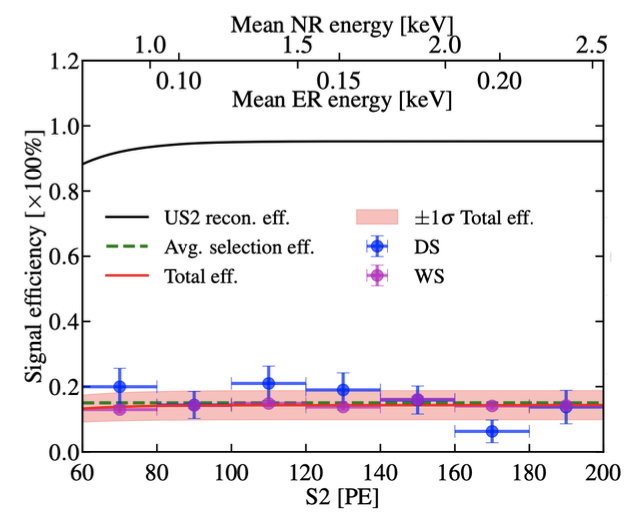 Mean NR energy [keV]
1.0 1.5 2.0 2.5
0.10 0.15 0.20
Mean ER energy [keV]
1.2
1.0
0.8
0.6
0.4
0.2
0.0
Signal efficiency [×100%]
US2 recon. eff.
Avg. selection eff.
Total eff.
±1σ Total eff.
DS
WS
60 80 100 120 140 160 180 200
S2 [PE]